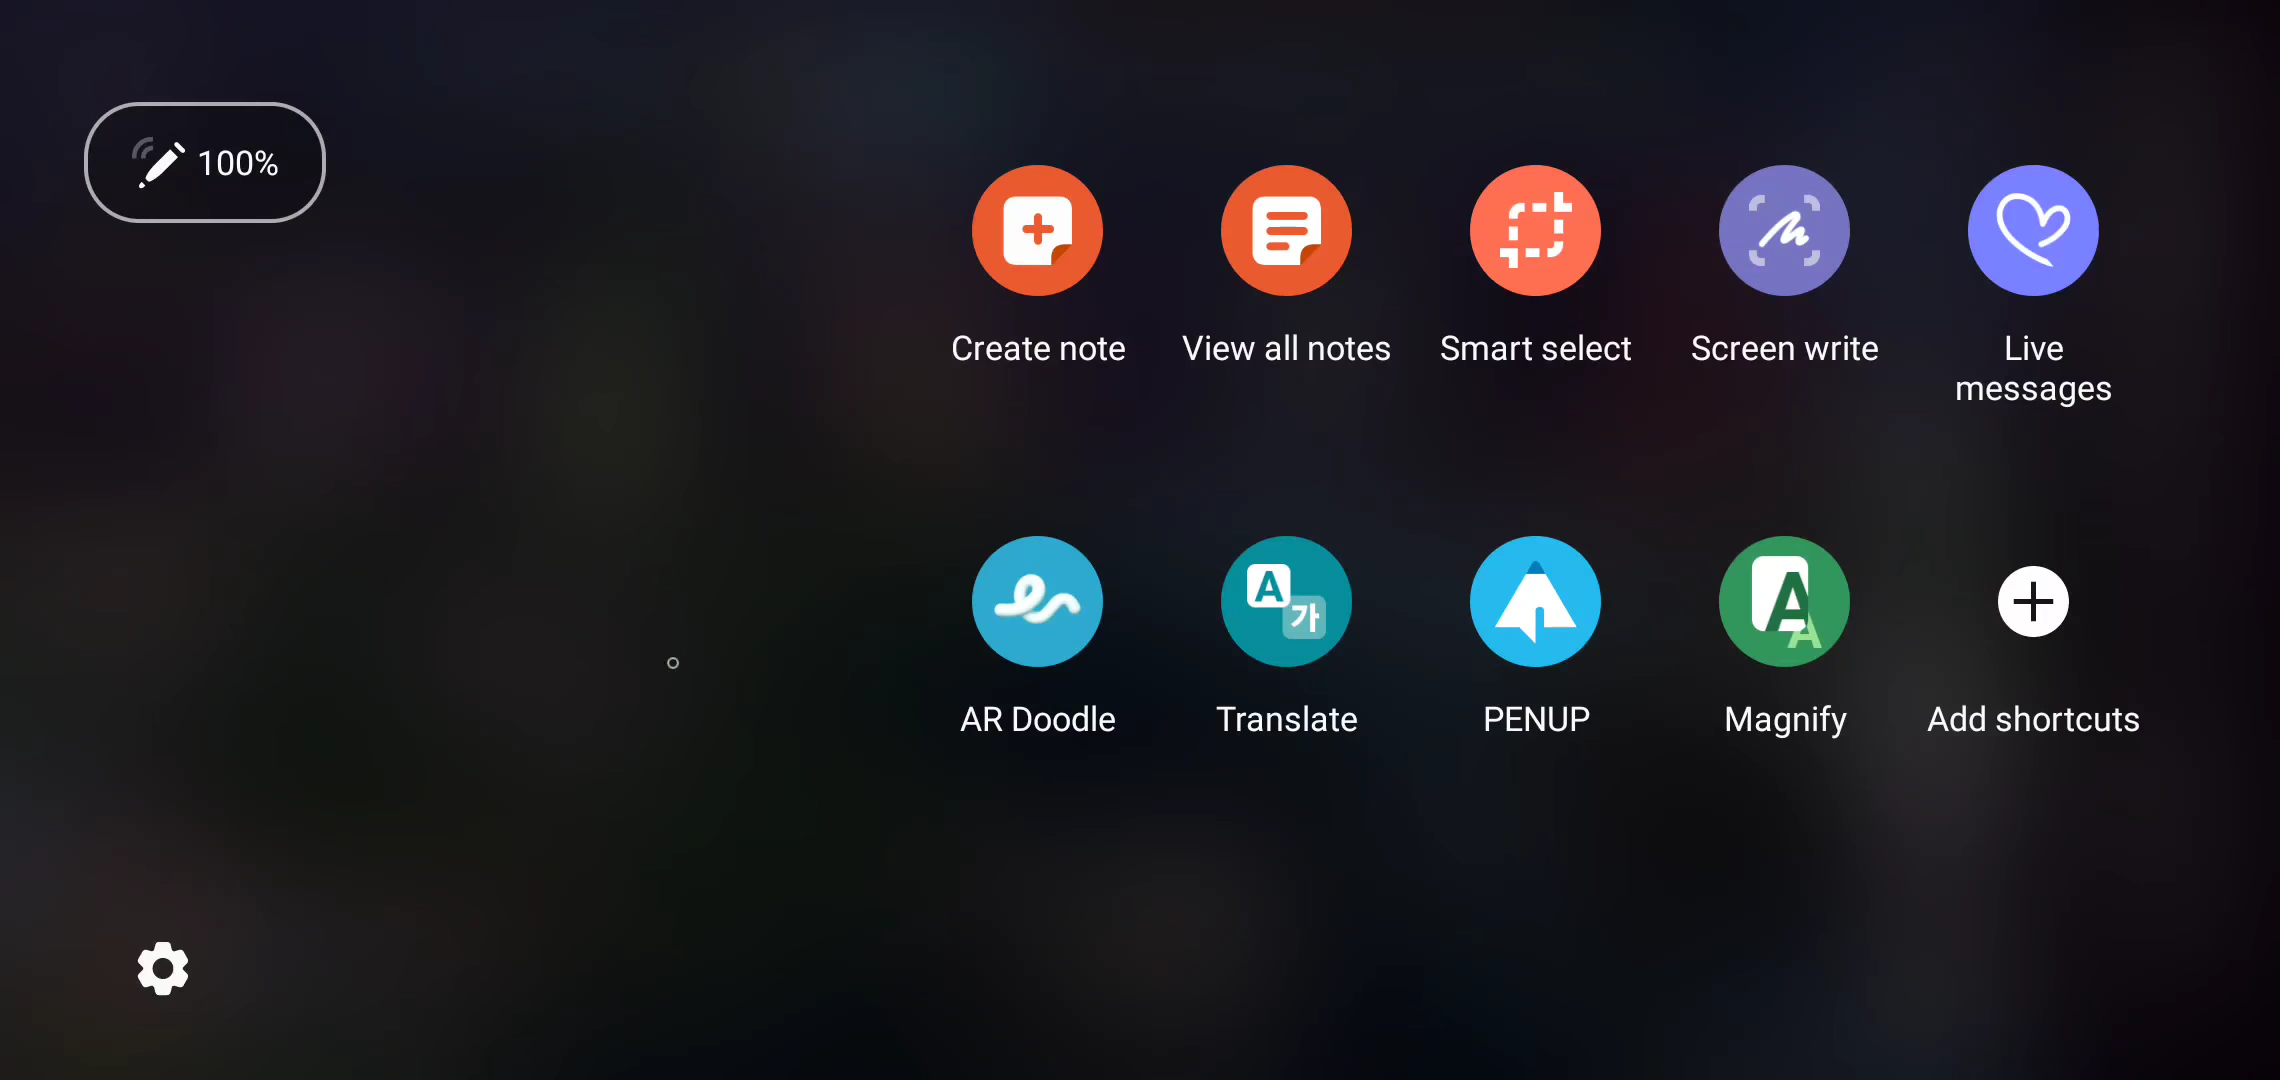 100%
Create note
View all notes
Smart select
Screen write
Live
messages
A
가
A
A
AR Doodle
Translate
PENUP
Magnify
Add shortcuts